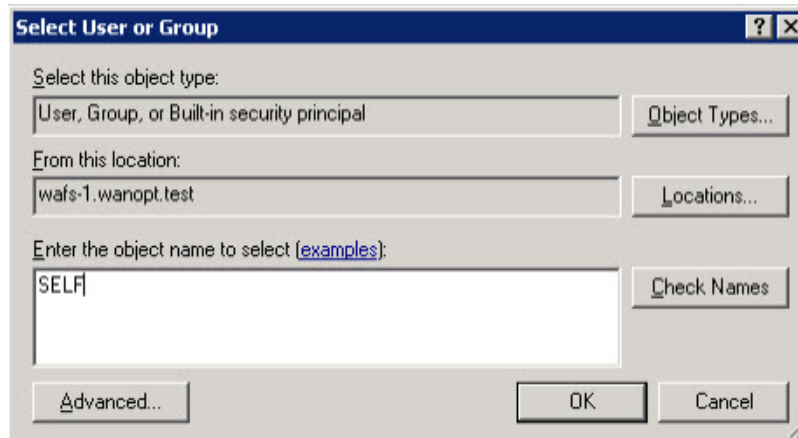 Select User or Group
Select this object type:
User, Group, or Built-in security principal
Object Types...
From this location:
wafs-1.wanopt.test
Locations...
Enter the object name to select (examples):
SELF
Check Names
Advanced...
OK
Cancel